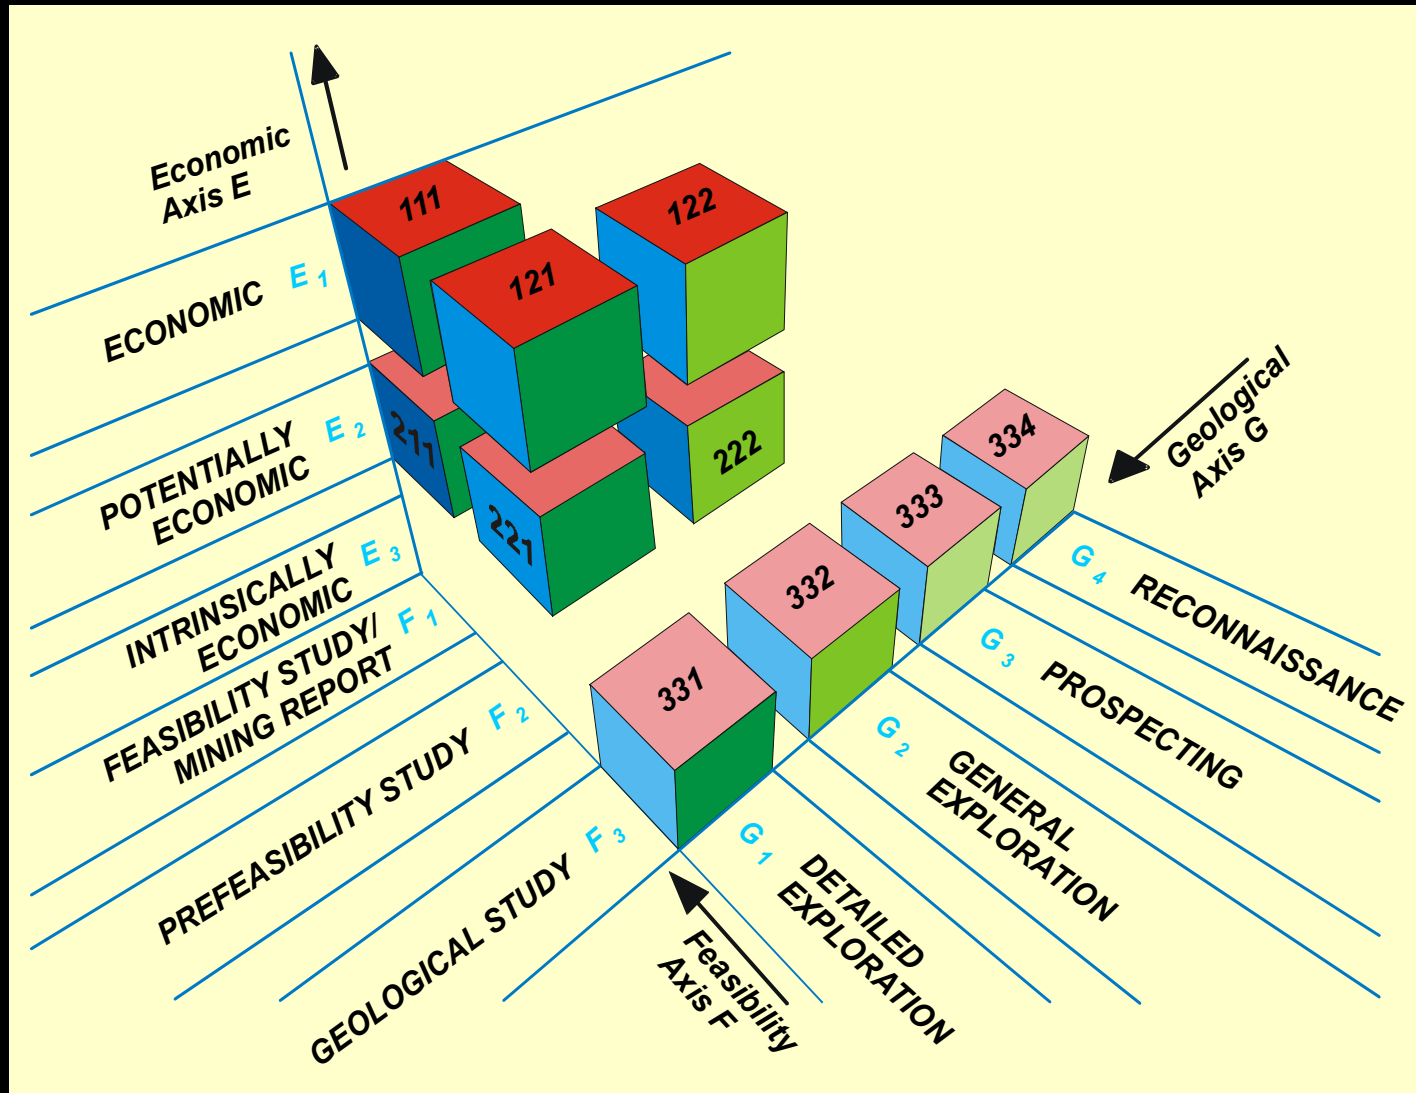 Economic
Axis E
111
122
121
E 1
ECONOMIC
E 2
POTENTIALLY
ECONOMIC
211
222
221
E 3
INTRINSICALLY
ECONOMIC
334
333
332
331
Geological
Axis G
F 1
FEASIBILITY STUDY/
MINING REPORT
F 2
PREFEASIBILITY STUDY
F 3
GEOLOGICAL STUDY
G 4
RECONNAISSANCE
G 3
PROSPECTING
G 2
GENERAL
EXPLORATION
G 1
DETAILED
EXPLORATION
Feasibility
Axis F